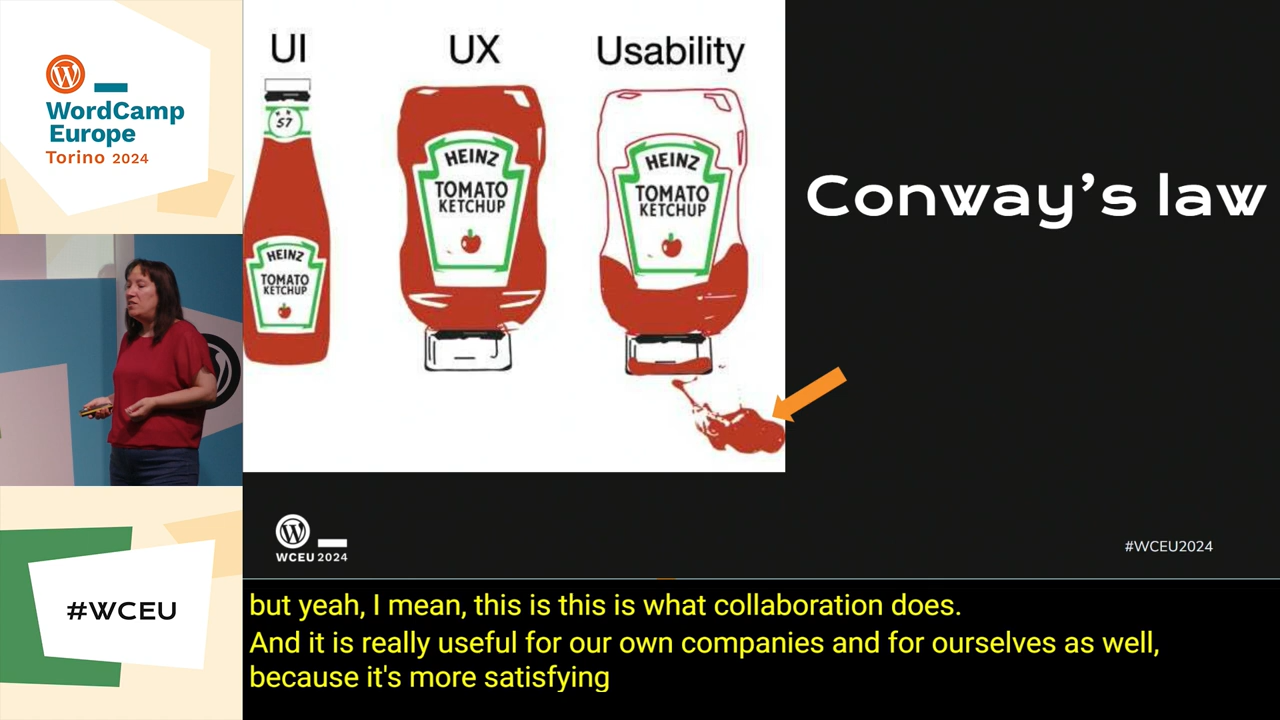 WordCamp
Europe
Torino 2024
UI
UX
Usability
57
HEINZ
TOMATO
KETCHUP
HEINZ
TOMATO
KETCHUP
HEINZ
TOMATO
KETCHUP
Conway's law
WCEU 2024
#WCEU2024
#WCEU
but yeah, I mean, this is this is what collaboration does.
And it is really useful for our own companies and for ourselves as well,
because it's more satisfying